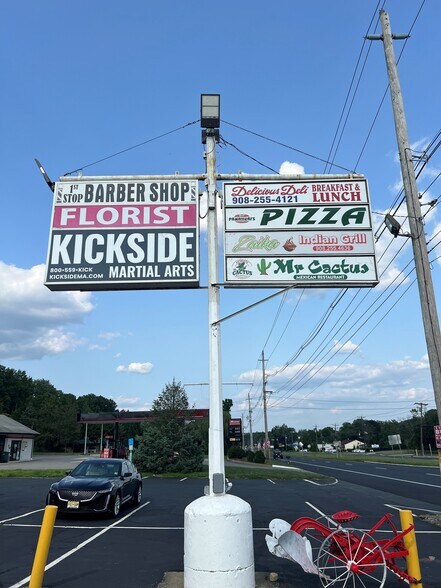 1st STOP BARBER SHOP
FLORIST
KICKSIDE
800-559-KICK
KICKSIDEMA.COM
MARTIAL ARTS
Delicious Deli
908-255-4121
BREAKFAST &
LUNCH
PIZZA
Indian Grill
Mr Cactus
MEXICAN RESTAURANT